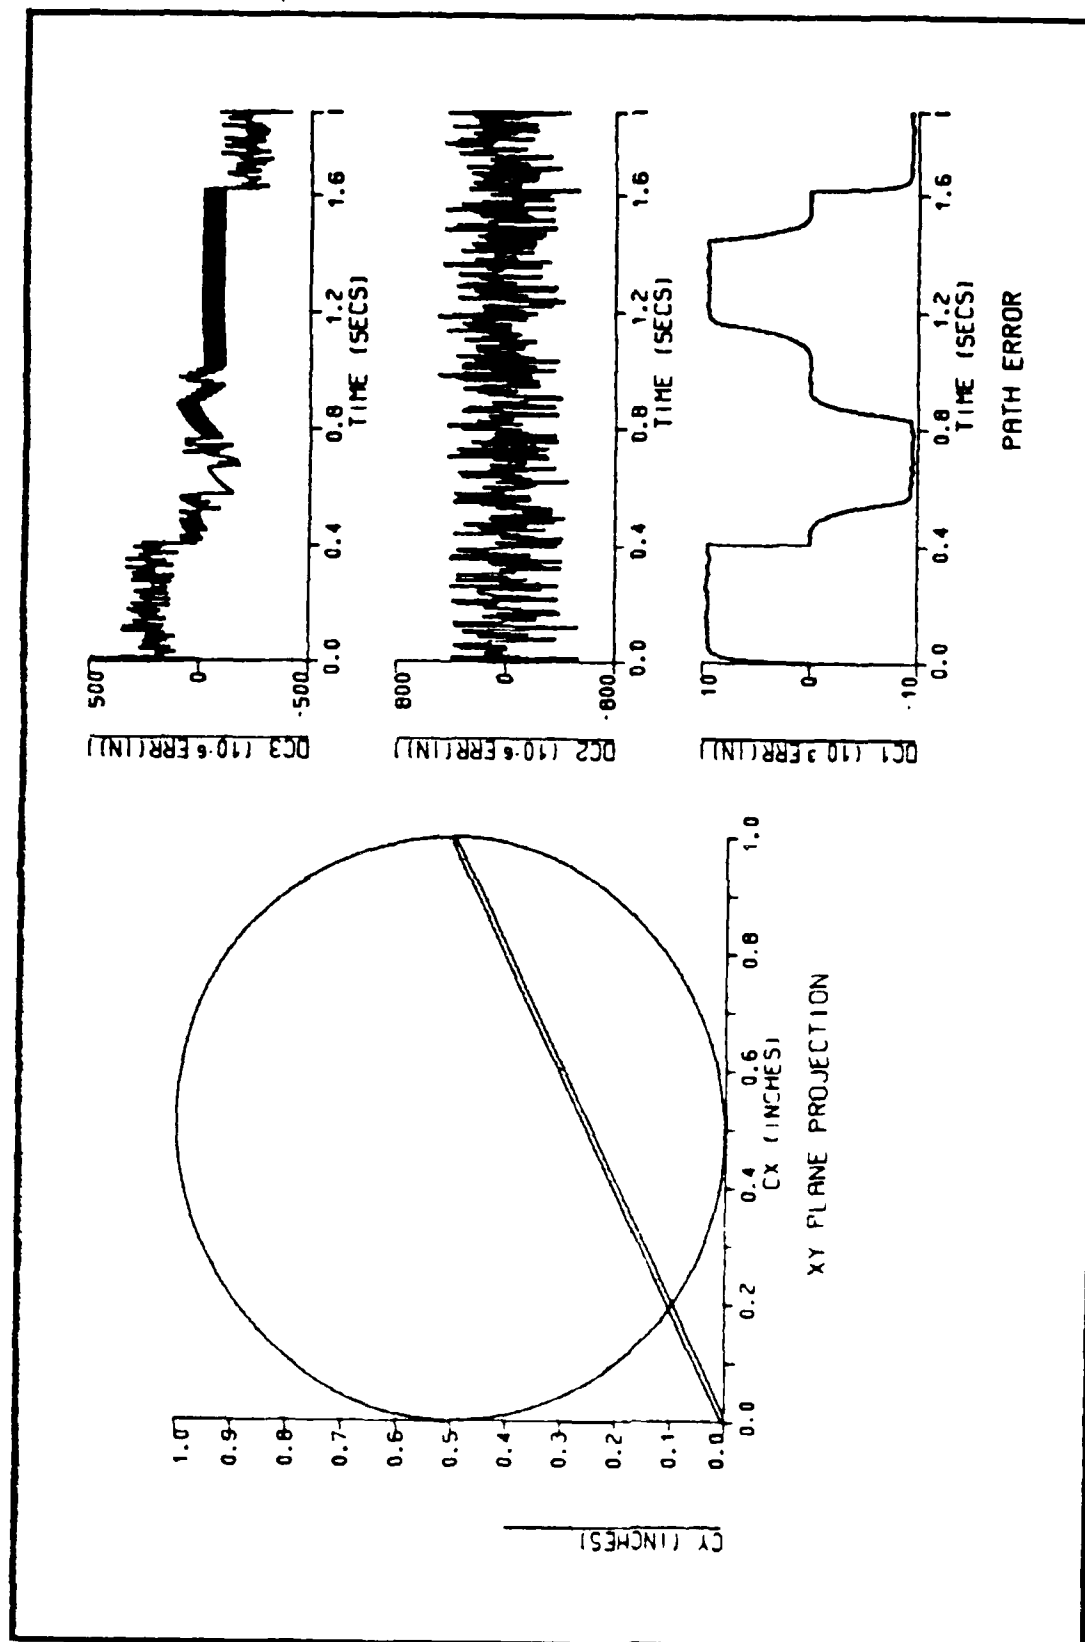 CY (INCHES)
1.0
0.9
0.8
0.7
0.6
0.5
0.4
0.3
0.2
0.1
0.0
0.0 0.2 0.4 0.6 0.8 1.0
CX (INCHES)
XY PLANE PROJECTION
DC3 (10-6 ERR(IN)
500
0
-500
0.0 0.4 0.8 1.2 1.6 1
TIME (SECS)
DC2 (10-6 ERR(IN)
800
0
-800
0.0 0.4 0.8 1.2 1.6 1
TIME (SECS)
DC1 (10-3 ERR(IN)
10
0
-10
0.0 0.4 0.8 1.2 1.6 1
TIME (SECS)
PATH ERROR